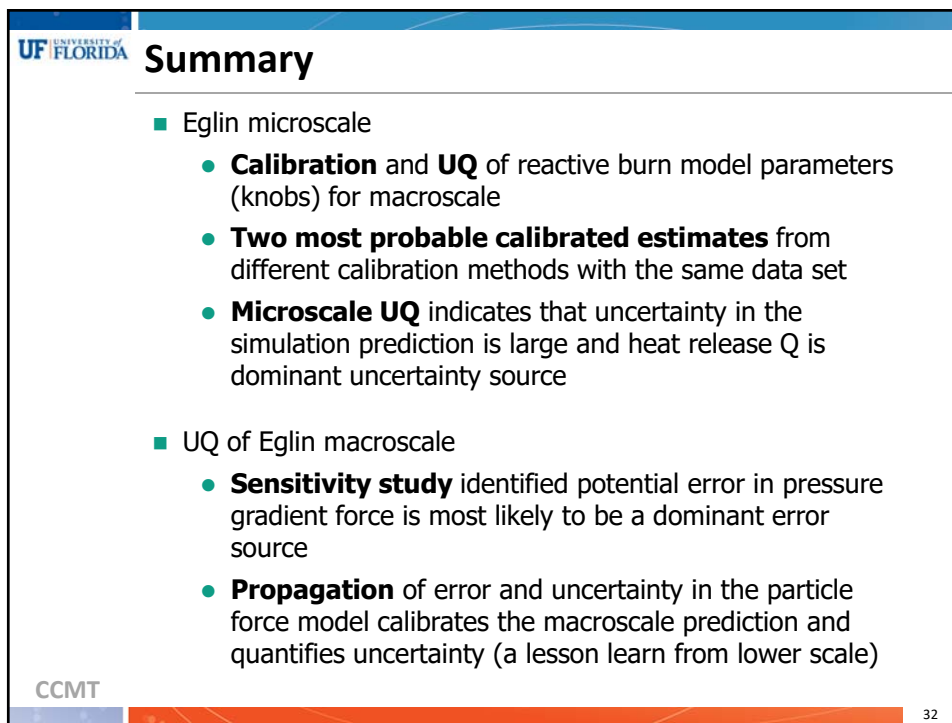 UF UNIVERSITY of FLORIDA
Summary
Eglin microscale
Calibration and UQ of reactive burn model parameters
(knobs) for macroscale
Two most probable calibrated estimates from
different calibration methods with the same data set
Microscale UQ indicates that uncertainty in the
simulation prediction is large and heat release Q is
dominant uncertainty source
UQ of Eglin macroscale
Sensitivity study identified potential error in pressure
gradient force is most likely to be a dominant error
source
Propagation of error and uncertainty in the particle
force model calibrates the macroscale prediction and
quantifies uncertainty (a lesson learn from lower scale)
CCMT
32